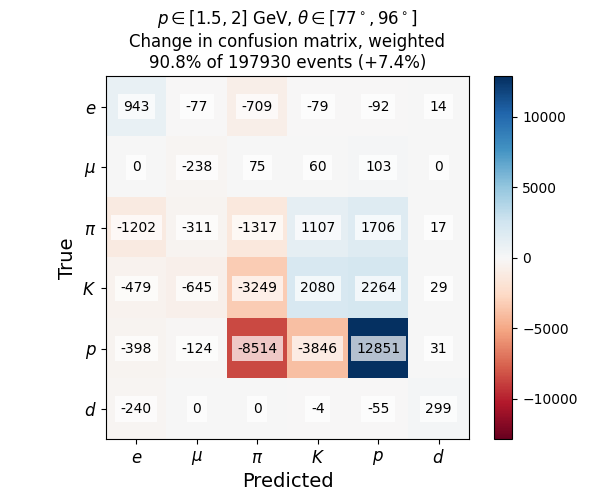 p ∈ [1.5, 2] GeV, θ ∈ [77°, 96°]
Change in confusion matrix, weighted
90.8% of 197930 events (+7.4%)
e 943 -77 -709 -79 -92 14
μ 0 -238 75 60 103 0
π -1202 -311 -1317 1107 1706 17
K -479 -645 -3249 2080 2264 29
p -398 -124 -8514 -3846 12851 31
d -240 0 0 -4 -55 299
e μ π K p d
Predicted
True
10000
5000
0
−5000
−10000